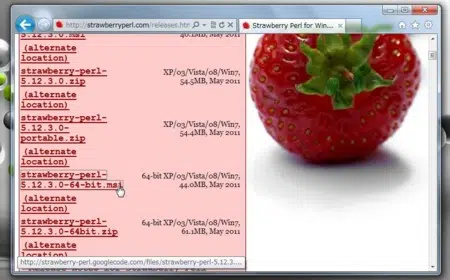 http://strawberryperl.com/releases.htm
Strawberry Perl for Win...
5.12.3.0.msi
40.1MB, May 2011
(alternate
location)
strawberry-perl-
5.12.3.0.zip
XP/03/Vista/08/Win7,
54.5MB, May 2011
(alternate
location)
strawberry-perl-
5.12.3.0-
portable.zip
XP/03/Vista/08/Win7,
54.4MB, May 2011
(alternate
location)
strawberry-perl-
5.12.3.0-64-bit.msi
64-bit XP/03/Vista/08/Win7,
44.0MB, May 2011
(alternate
location)
strawberry-perl-
5.12.3.0-64bit.zip
64-bit XP/03/Vista/08/Win7,
61.1MB, May 2011
(alternate
http://strawberry-perl.googlecode.com/files/strawberry-perl-5.12.3....